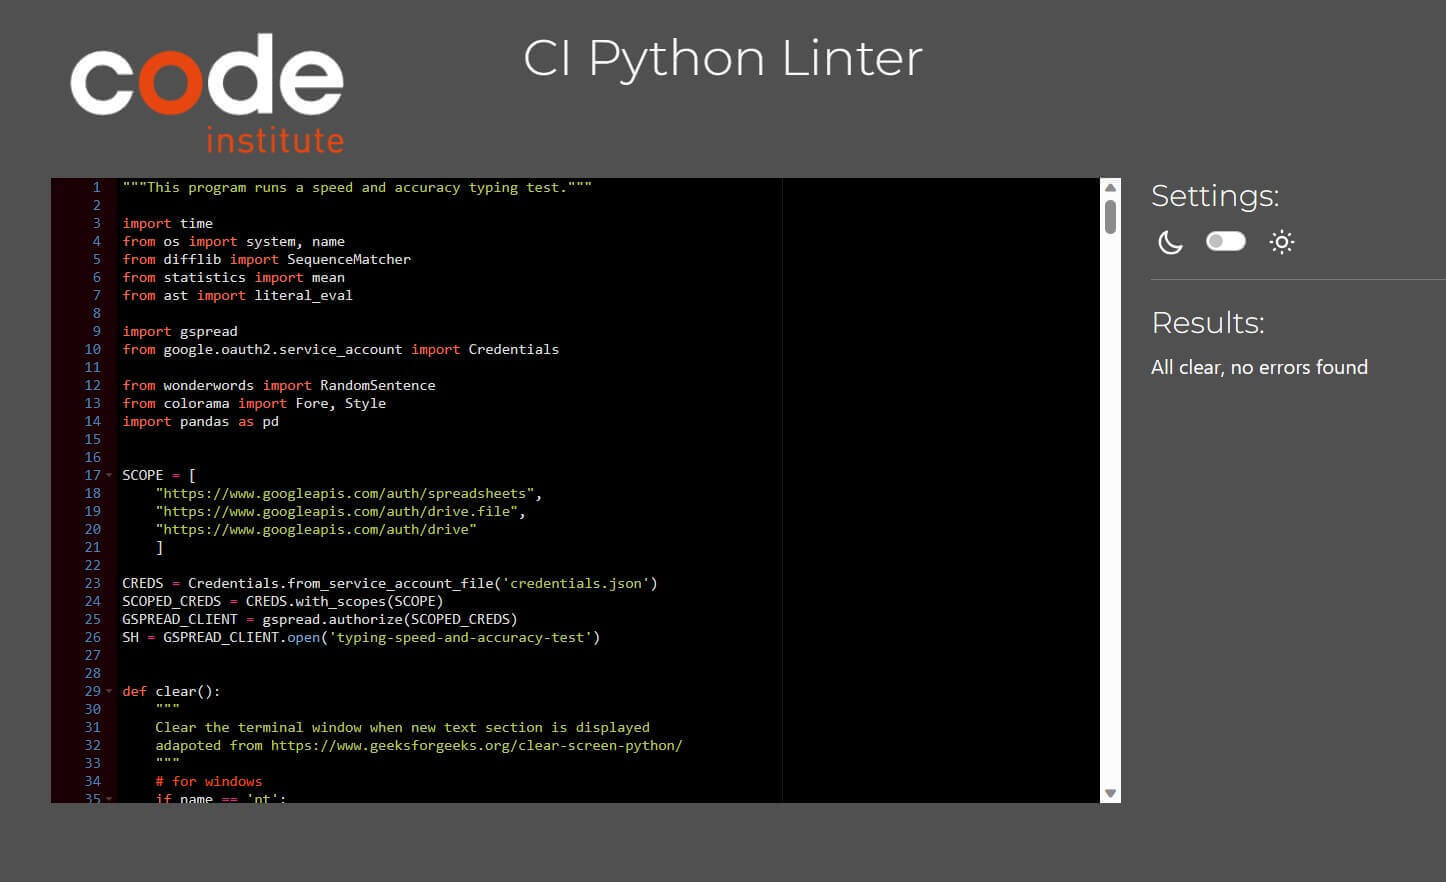 code
institute
CI Python Linter
1 """This program runs a speed and accuracy typing test."""
2
3 import time
4 from os import system, name
5 from difflib import SequenceMatcher
6 from statistics import mean
7 from ast import literal_eval
8
9 import gspread
10 from google.oauth2.service_account import Credentials
11
12 from wonderwords import RandomSentence
13 from colorama import Fore, Style
14 import pandas as pd
15
16
17 SCOPE = [
18 "https://www.googleapis.com/auth/spreadsheets",
19 "https://www.googleapis.com/auth/drive.file",
20 "https://www.googleapis.com/auth/drive"
21 ]
22
23 CREDS = Credentials.from_service_account_file('credentials.json')
24 SCOPED_CREDS = CREDS.with_scopes(SCOPE)
25 GSPREAD_CLIENT = gspread.authorize(SCOPED_CREDS)
26 SH = GSPREAD_CLIENT.open('typing-speed-and-accuracy-test')
27
28
29 def clear():
30 """
31 Clear the terminal window when new text section is displayed
32 adapoted from https://www.geeksforgeeks.org/clear-screen-python/
33 """
34 # for windows
35 if name == 'nt':
Settings:
Results:
All clear, no errors found